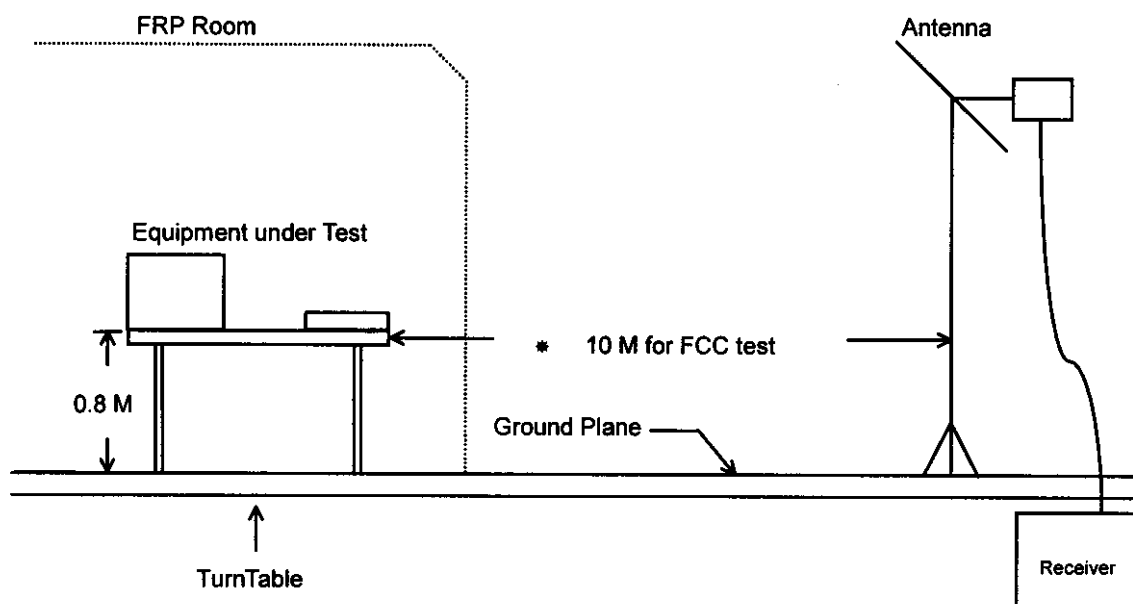 FRP Room
Antenna
Equipment under Test
* 10 M for FCC test
0.8 M
Ground Plane
TurnTable
Receiver